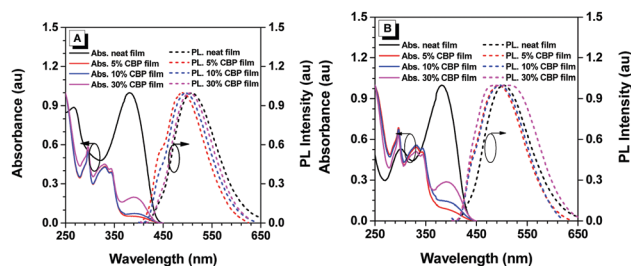 A
Abs. neat film
Abs. 5% CBP film
Abs. 10% CBP film
Abs. 30% CBP film
PL. neat film
PL. 5% CBP film
PL. 10% CBP film
PL. 30% CBP film
Absorbance (au)
1.5
1.2
0.9
0.6
0.3
0.0
1.5
1.2
0.9
0.6
0.3
0.0
PL Intensity (au)
250 300 350 400 450 500 550 600 650
Wavelength (nm)
B
Abs. neat film
Abs. 5% CBP film
Abs. 10% CBP film
Abs. 30% CBP film
PL. neat film
PL. 5% CBP film
PL. 10% CBP film
PL. 30% CBP film
Absorbance (au)
1.5
1.2
0.9
0.6
0.3
0.0
1.5
1.2
0.9
0.6
0.3
0.0
PL Intensity (au)
250 300 350 400 450 500 550 600 650
Wavelength (nm)